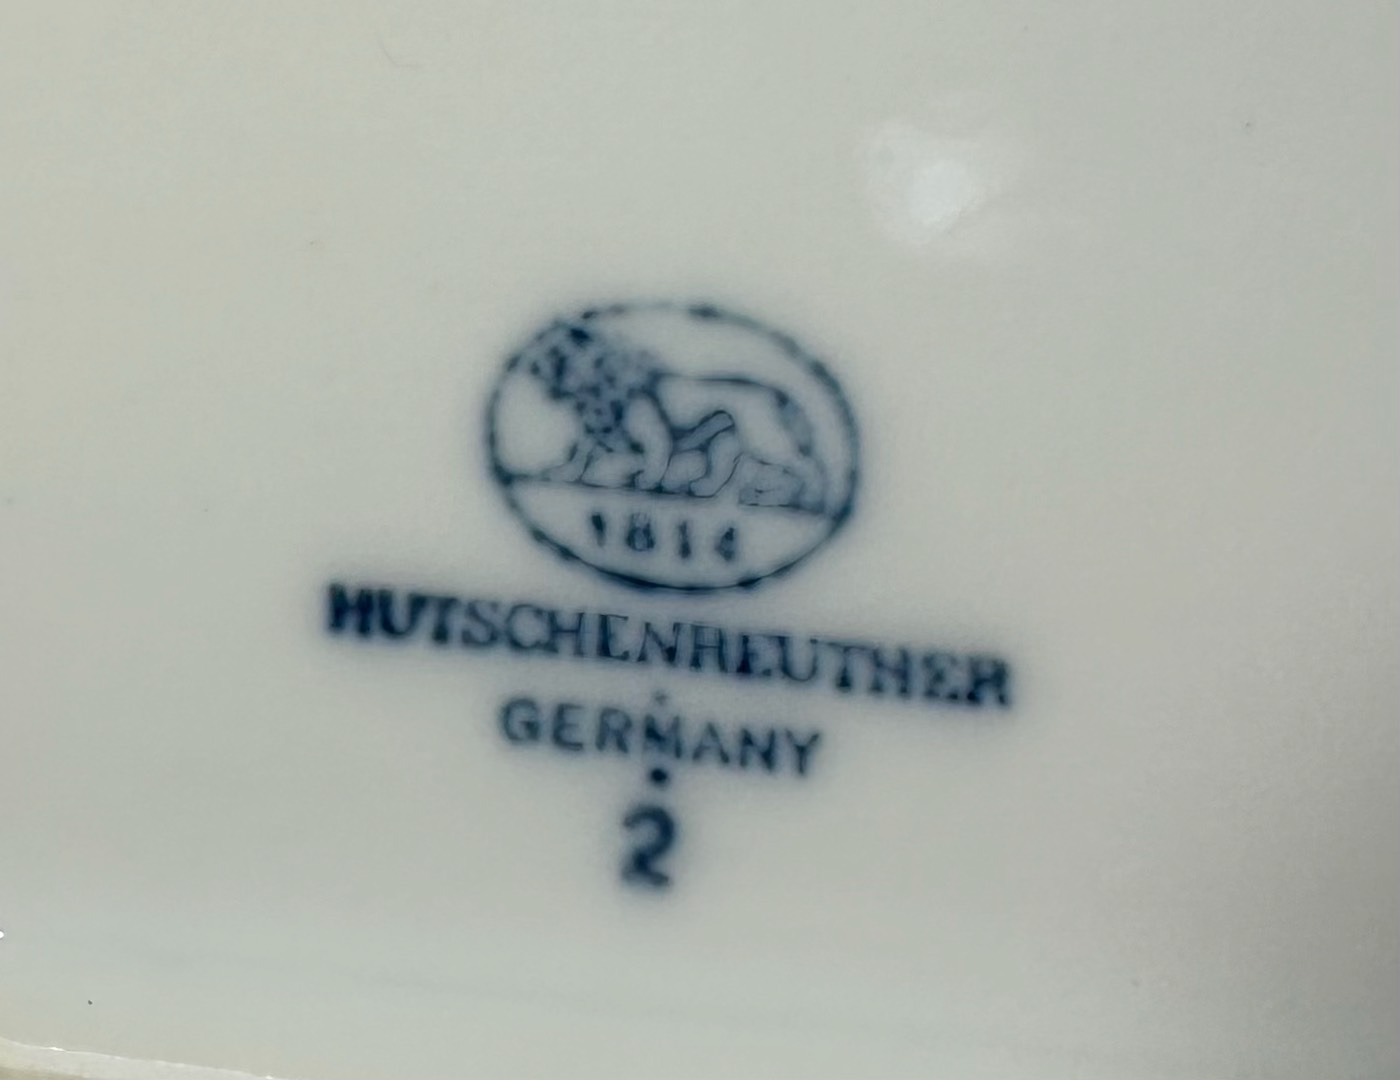 1814
HUTSCHENREUTHER
GERMANY
2